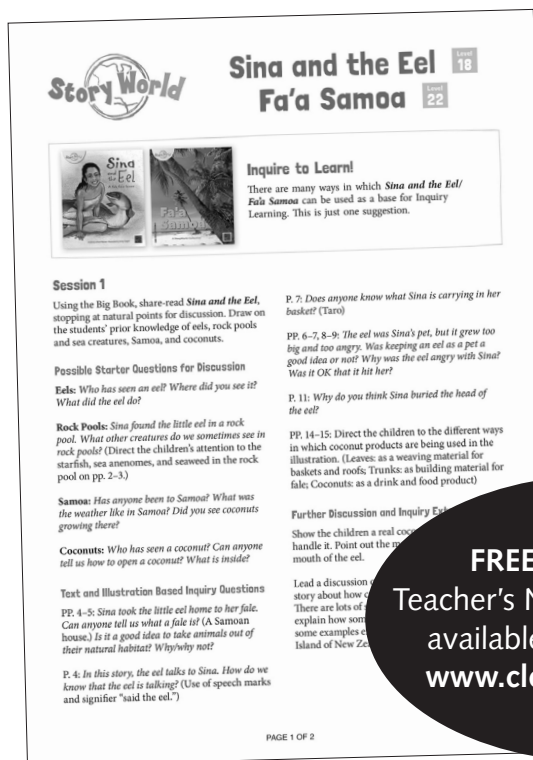 Story World
Sina and the Eel Level 18
Fa'a Samoa Level 22
Sina
and the
Eel
Fa'a
Samoa
Inquire to Learn!
There are many ways in which Sina and the Eel/
Fa'a Samoa can be used as a base for Inquiry
Learning. This is just one suggestion.
Session 1
Using the Big Book, share-read Sina and the Eel,
stopping at natural points for discussion. Draw on
the students' prior knowledge of eels, rock pools
and sea creatures, Samoa, and coconuts.
Possible Starter Questions for Discussion
Eels: Who has seen an eel? Where did you see it?
What did the eel do?
Rock Pools: Sina found the little eel in a rock
pool. What other creatures do we sometimes see in
rock pools? (Direct the children's attention to the
starfish, sea anenomes, and seaweed in the rock
pool on pp. 2–3.)
Samoa: Has anyone been to Samoa? What was
the weather like in Samoa? Did you see coconuts
growing there?
Coconuts: Who has seen a coconut? Can anyone
tell us how to open a coconut? What is inside?
Text and Illustration Based Inquiry Questions
PP. 4–5: Sina took the little eel home to her fale.
Can anyone tell us what a fale is? (A Samoan
house.) Is it a good idea to take animals out of
their natural habitat? Why/why not?
P. 4: In this story, the eel talks to Sina. How do we
know that the eel is talking? (Use of speech marks
and signifier "said the eel.")
P. 7: Does anyone know what Sina is carrying in her
basket? (Taro)
PP. 6–7, 8–9: The eel was Sina's pet, but it grew too
big and too angry. Was keeping an eel as a pet a
good idea or not? Why was the eel angry with Sina?
Was it OK that it hit her?
P. 11: Why do you think Sina buried the head of
the eel?
PP. 14–15: Direct the children to the different ways
in which coconut products are being used in the
illustration. (Leaves: as a weaving material for
baskets and roofs; Trunks: as building material for
fale; Coconuts: as a drink and food product)
Further Discussion and Inquiry
Show the children a real
handle it. Point out the
mouth of the eel.
Lead a discussion
story about how
There are lots of
explain how
some examples
Island of New
PAGE 1 OF 2
FREE
Teacher's
available
www.cl